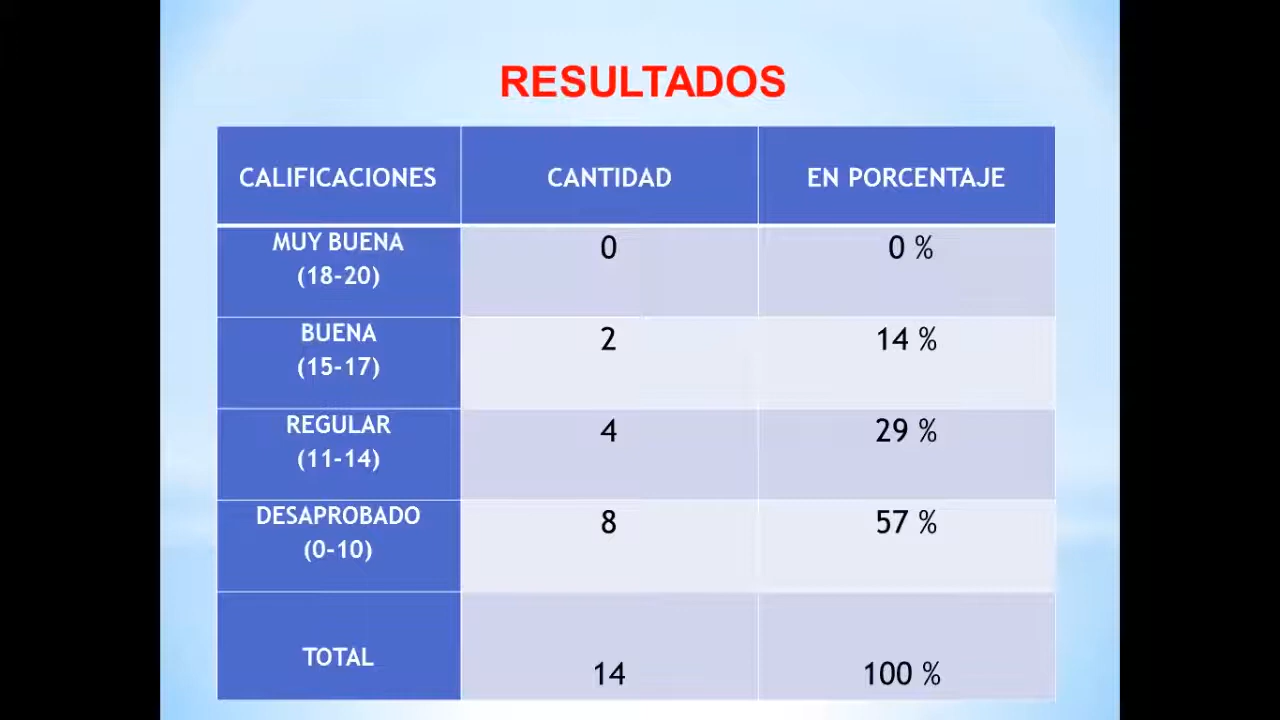 RESULTADOS
CALIFICACIONES CANTIDAD EN PORCENTAJE
MUY BUENA
(18-20) 0 0 %
BUENA
(15-17) 2 14 %
REGULAR
(11-14) 4 29 %
DESAPROBADO
(0-10) 8 57 %
TOTAL 14 100 %